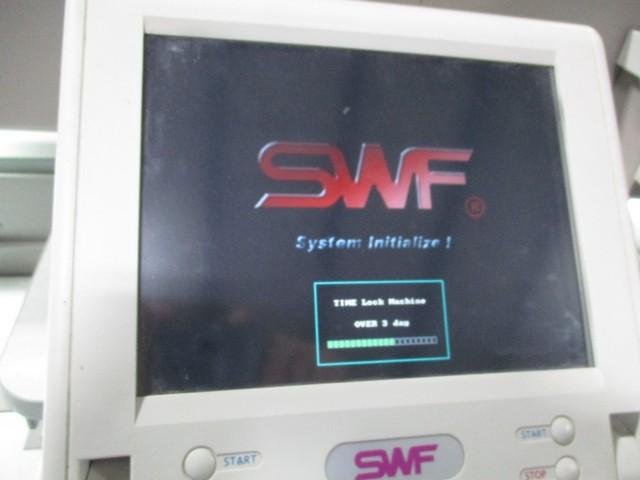 SWF
®
System Initialize !
TIME Lock Machine
OVER 3 day
START
SWF
START
STOP